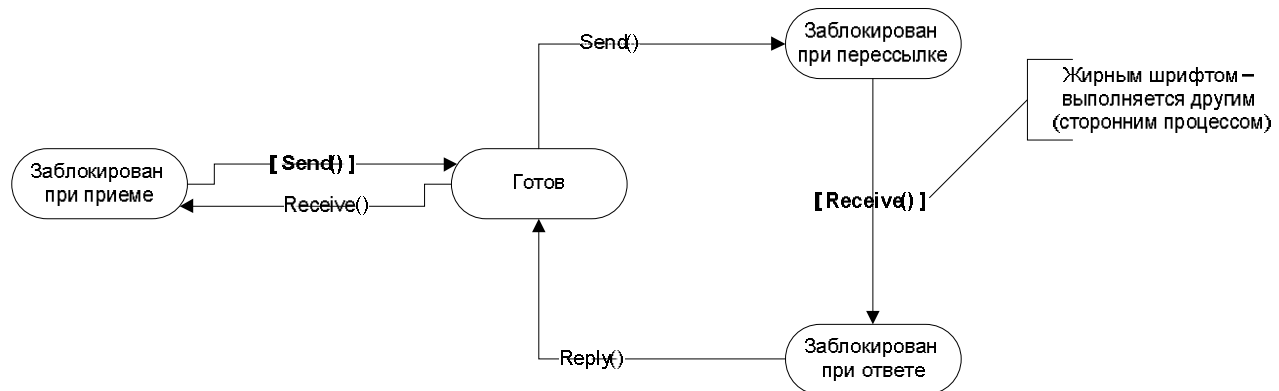 Заблокирован
при перессылке
Send()
Жирным шрифтом –
выполняется другим
(сторонним процессом)
Заблокирован
при приеме
[ Send() ]
Receive()
Готов
[ Receive() ]
Reply()
Заблокирован
при ответе